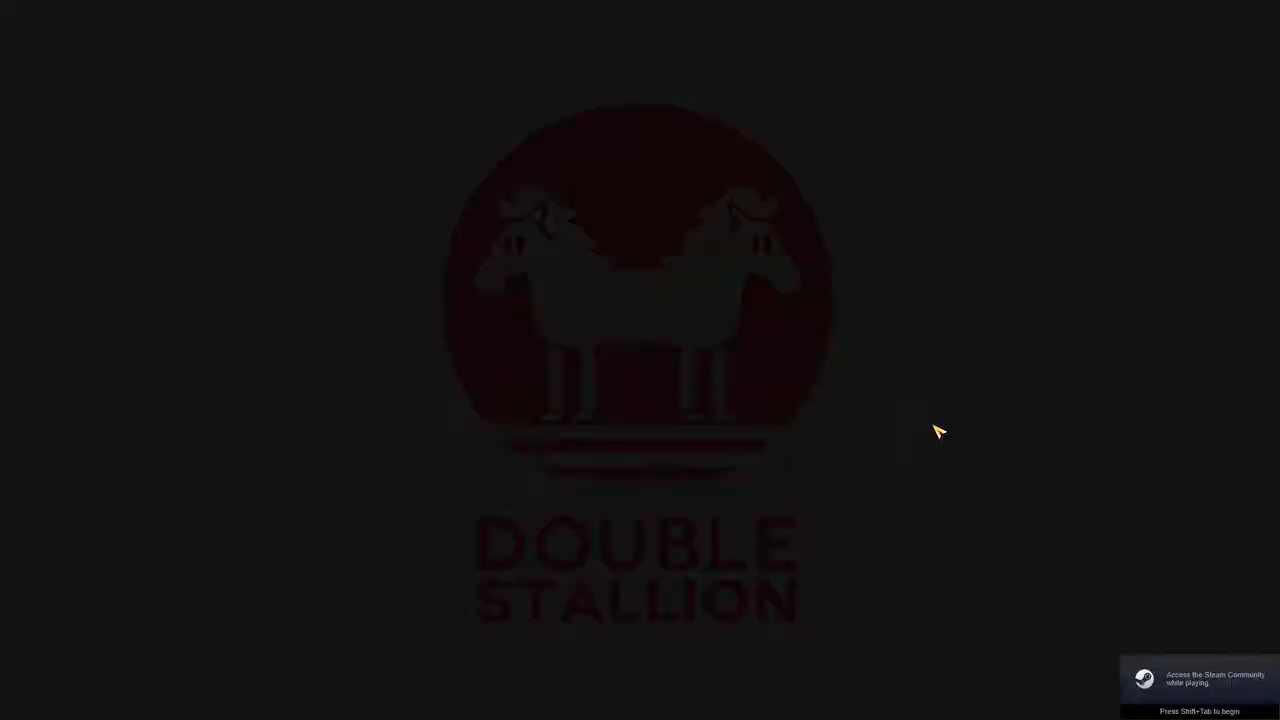 DOUBLE
STALLION
Access the Steam Community
while playing.
Press Shift+Tab to begin